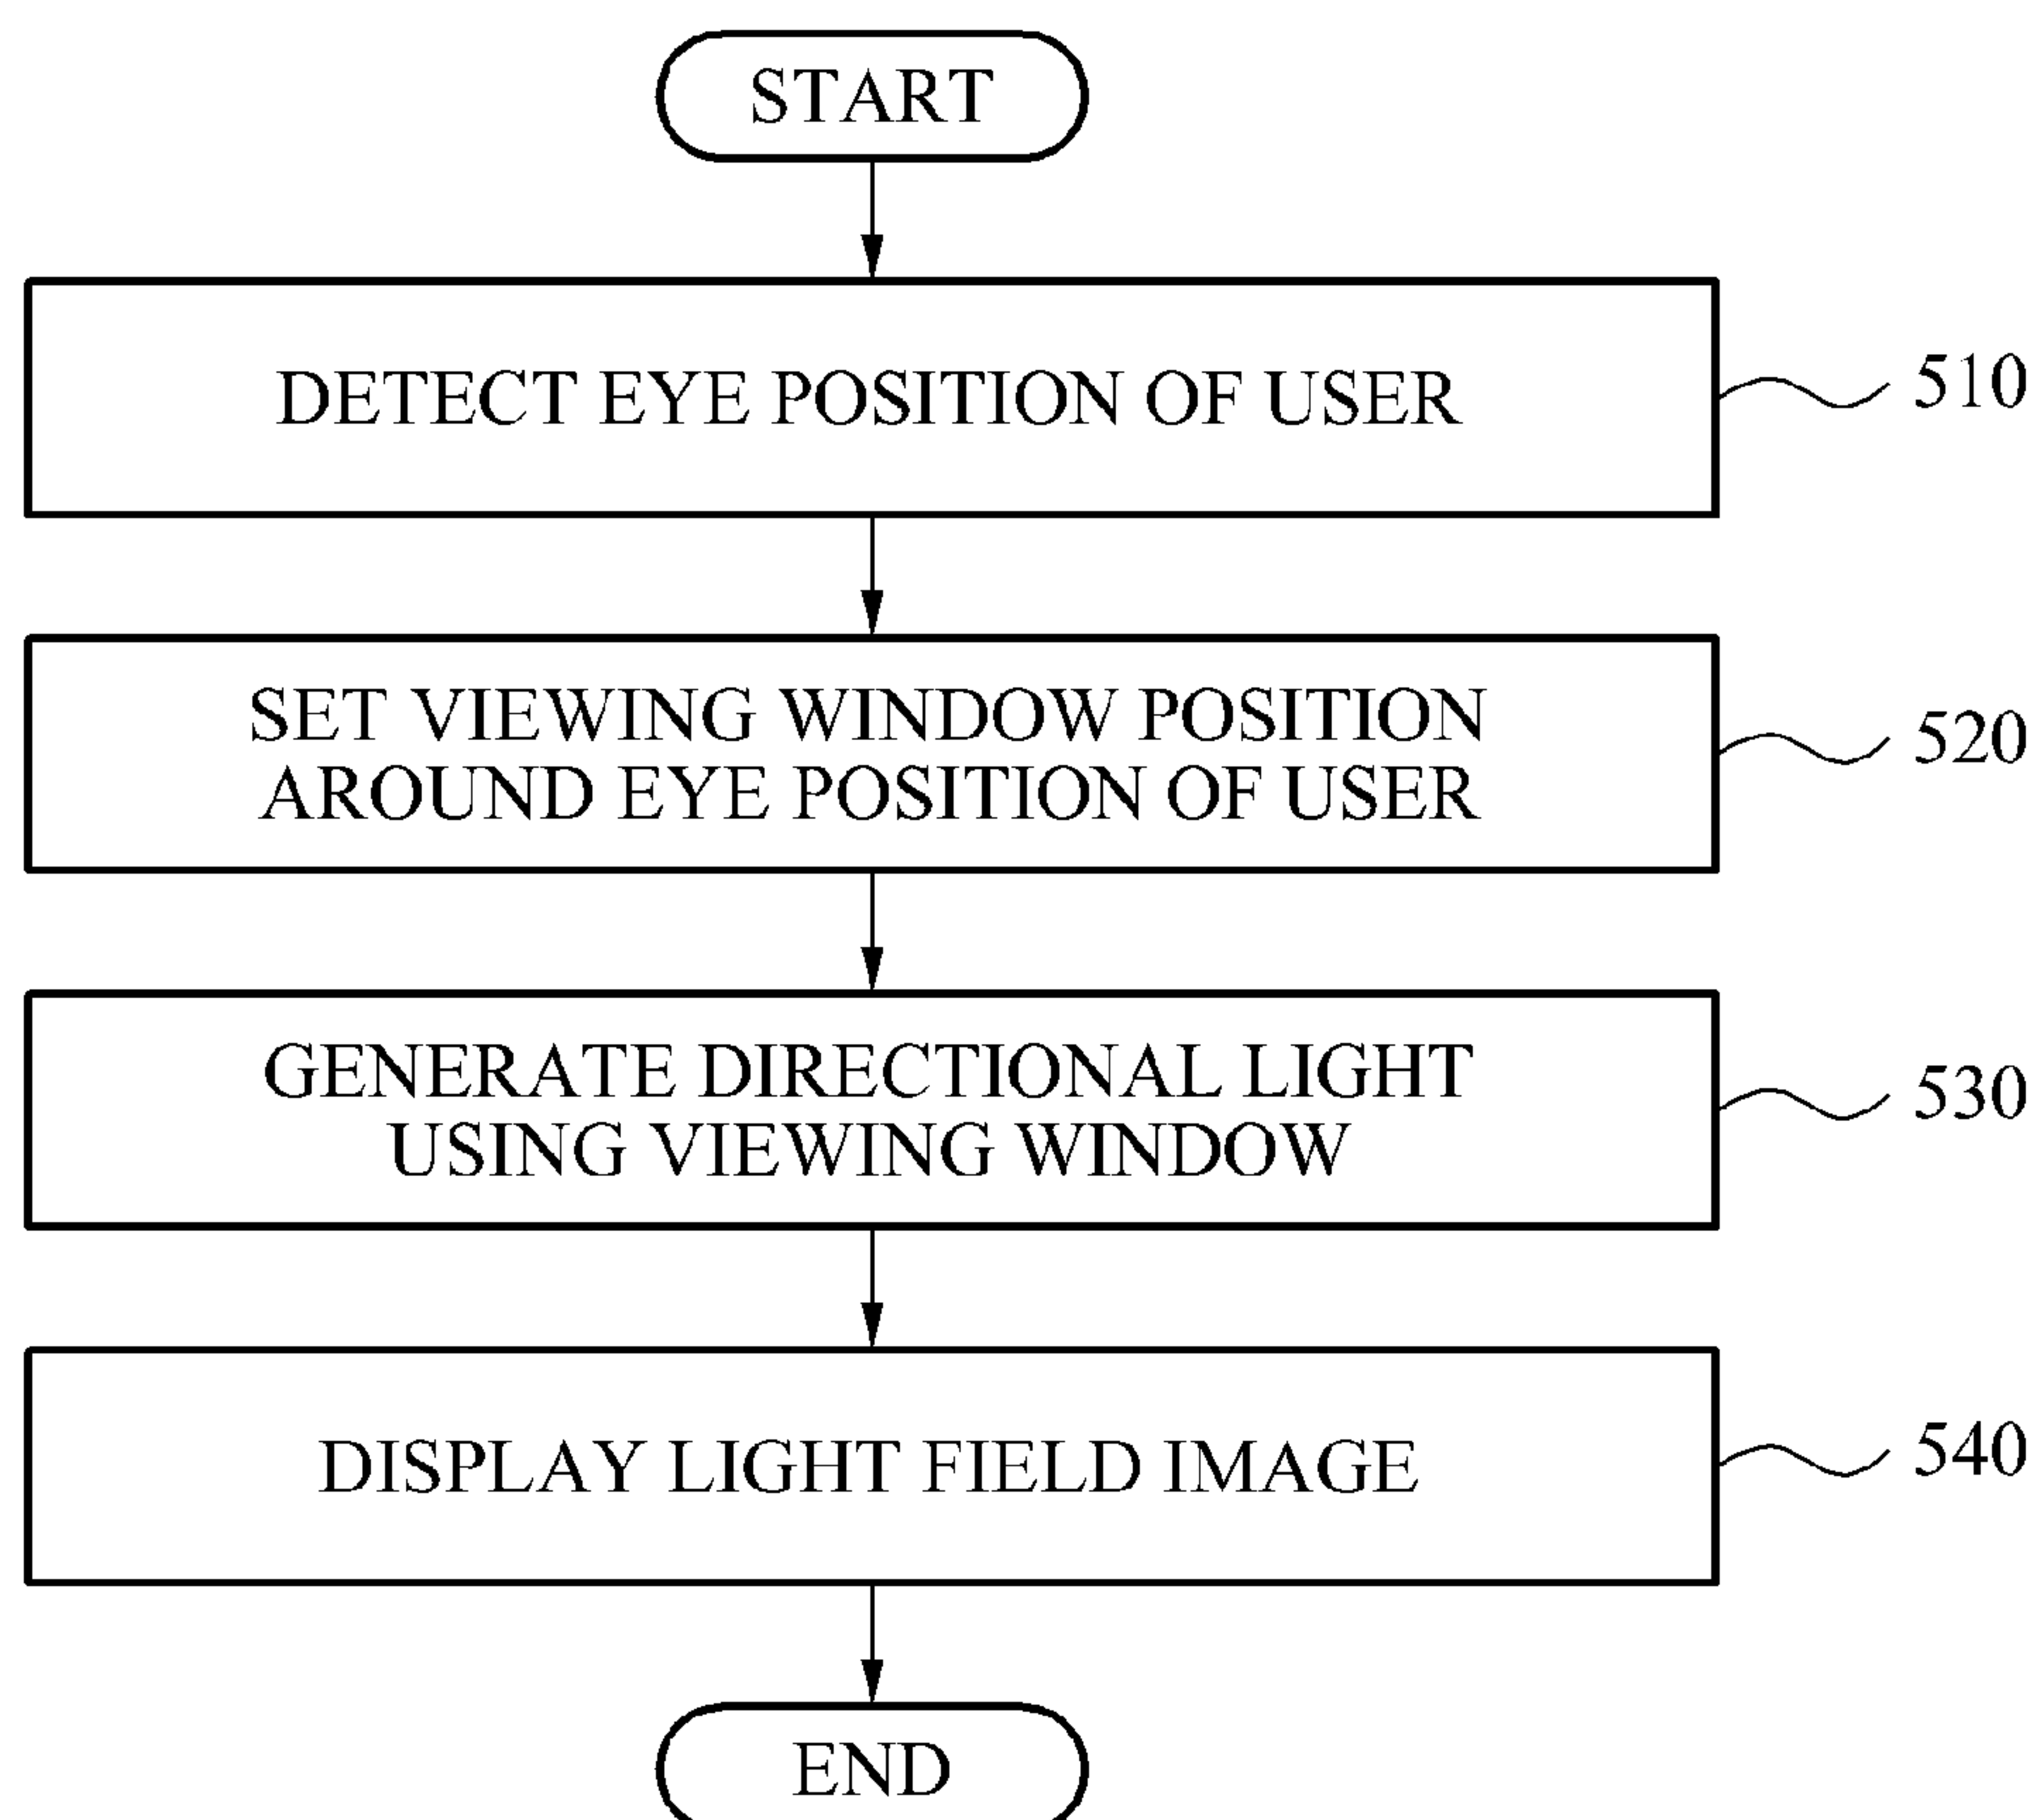 START
DETECT EYE POSITION OF USER
510
SET VIEWING WINDOW POSITION
AROUND EYE POSITION OF USER
520
GENERATE DIRECTIONAL LIGHT
USING VIEWING WINDOW
530
DISPLAY LIGHT FIELD IMAGE
540
END